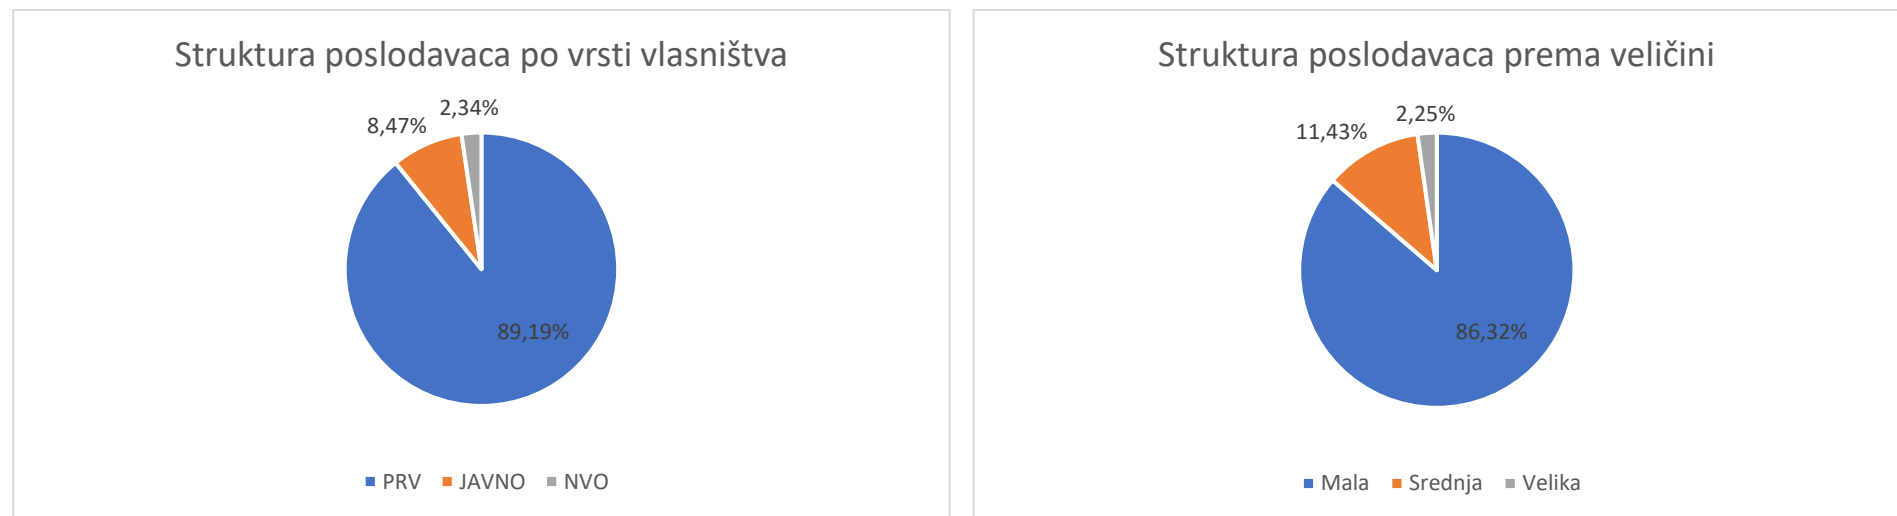 Struktura poslodavaca po vrsti vlasništva
2,34%
8,47%
89,19%
PRV JAVNO NVO
Struktura poslodavaca prema veličini
2,25%
11,43%
86,32%
Mala Srednja Velika